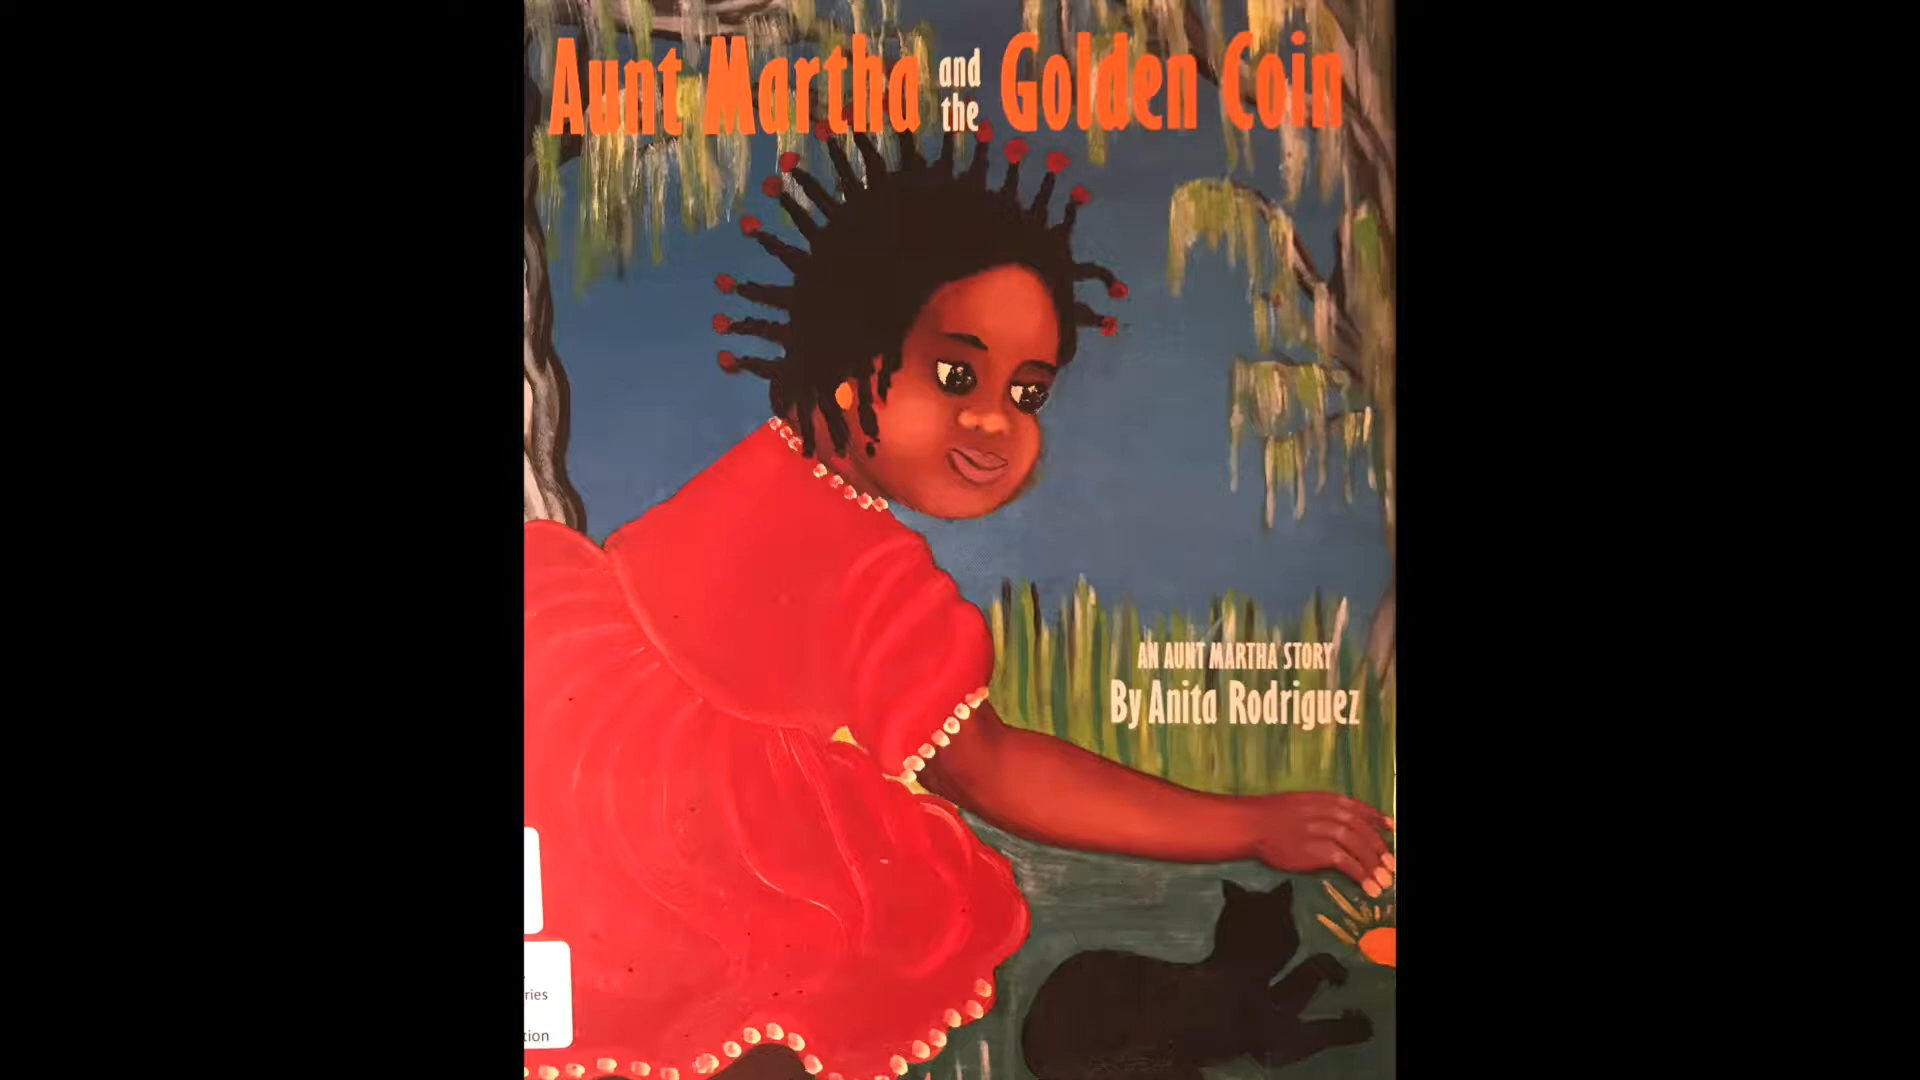 Aunt Martha and the Golden Coin
AN AUNT MARTHA STORY
By Anita Rodriguez
ries
tion